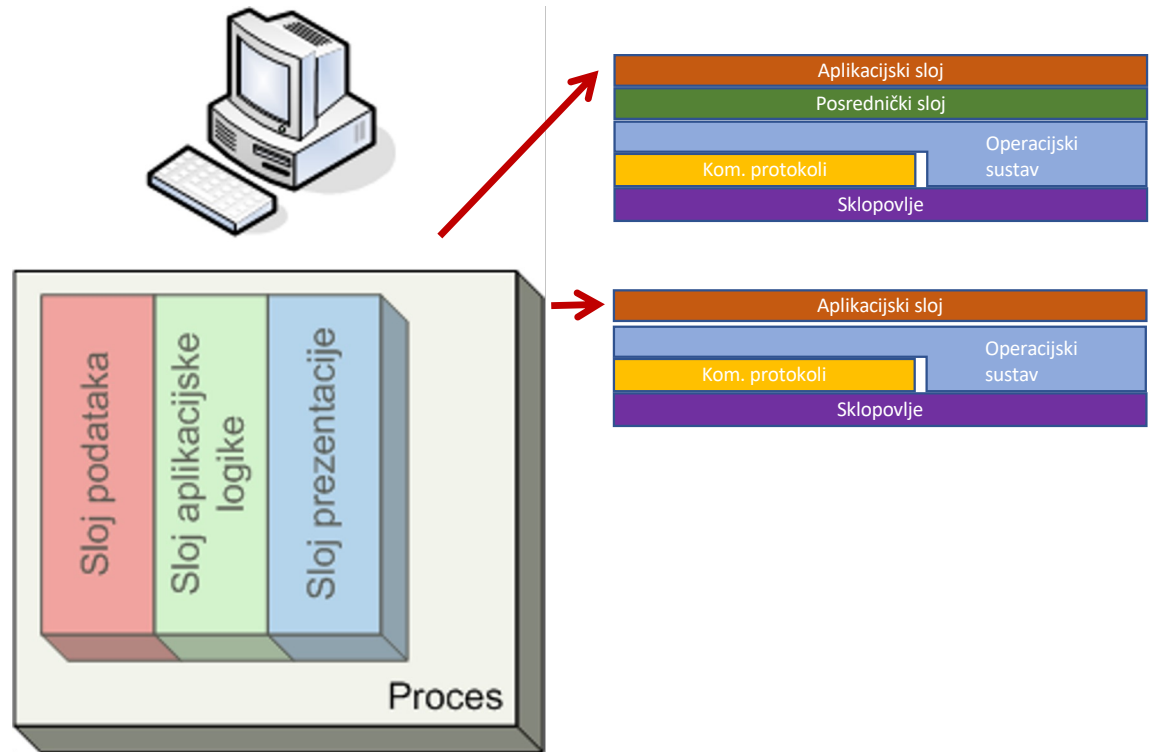 Aplikacijski sloj
Posrednički sloj
Operacijski
sustav
Kom. protokoli
Sklopovlje
Aplikacijski sloj
Operacijski
sustav
Kom. protokoli
Sklopovlje
Sloj podataka
Sloj aplikacijske
logike
Sloj prezentacije
Proces